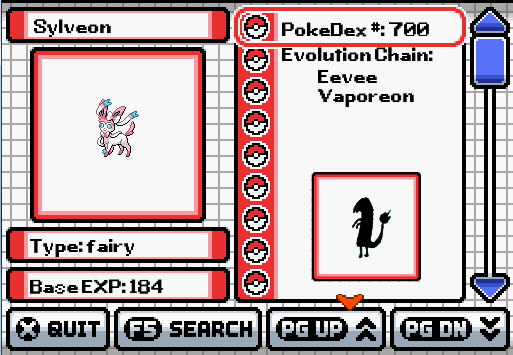 Sylveon
PokeDex #: 700
Evolution Chain:
Eevee
Vaporeon
Type: fairy
Base EXP: 184
X QUIT
F5 SEARCH
PG UP
PG DN